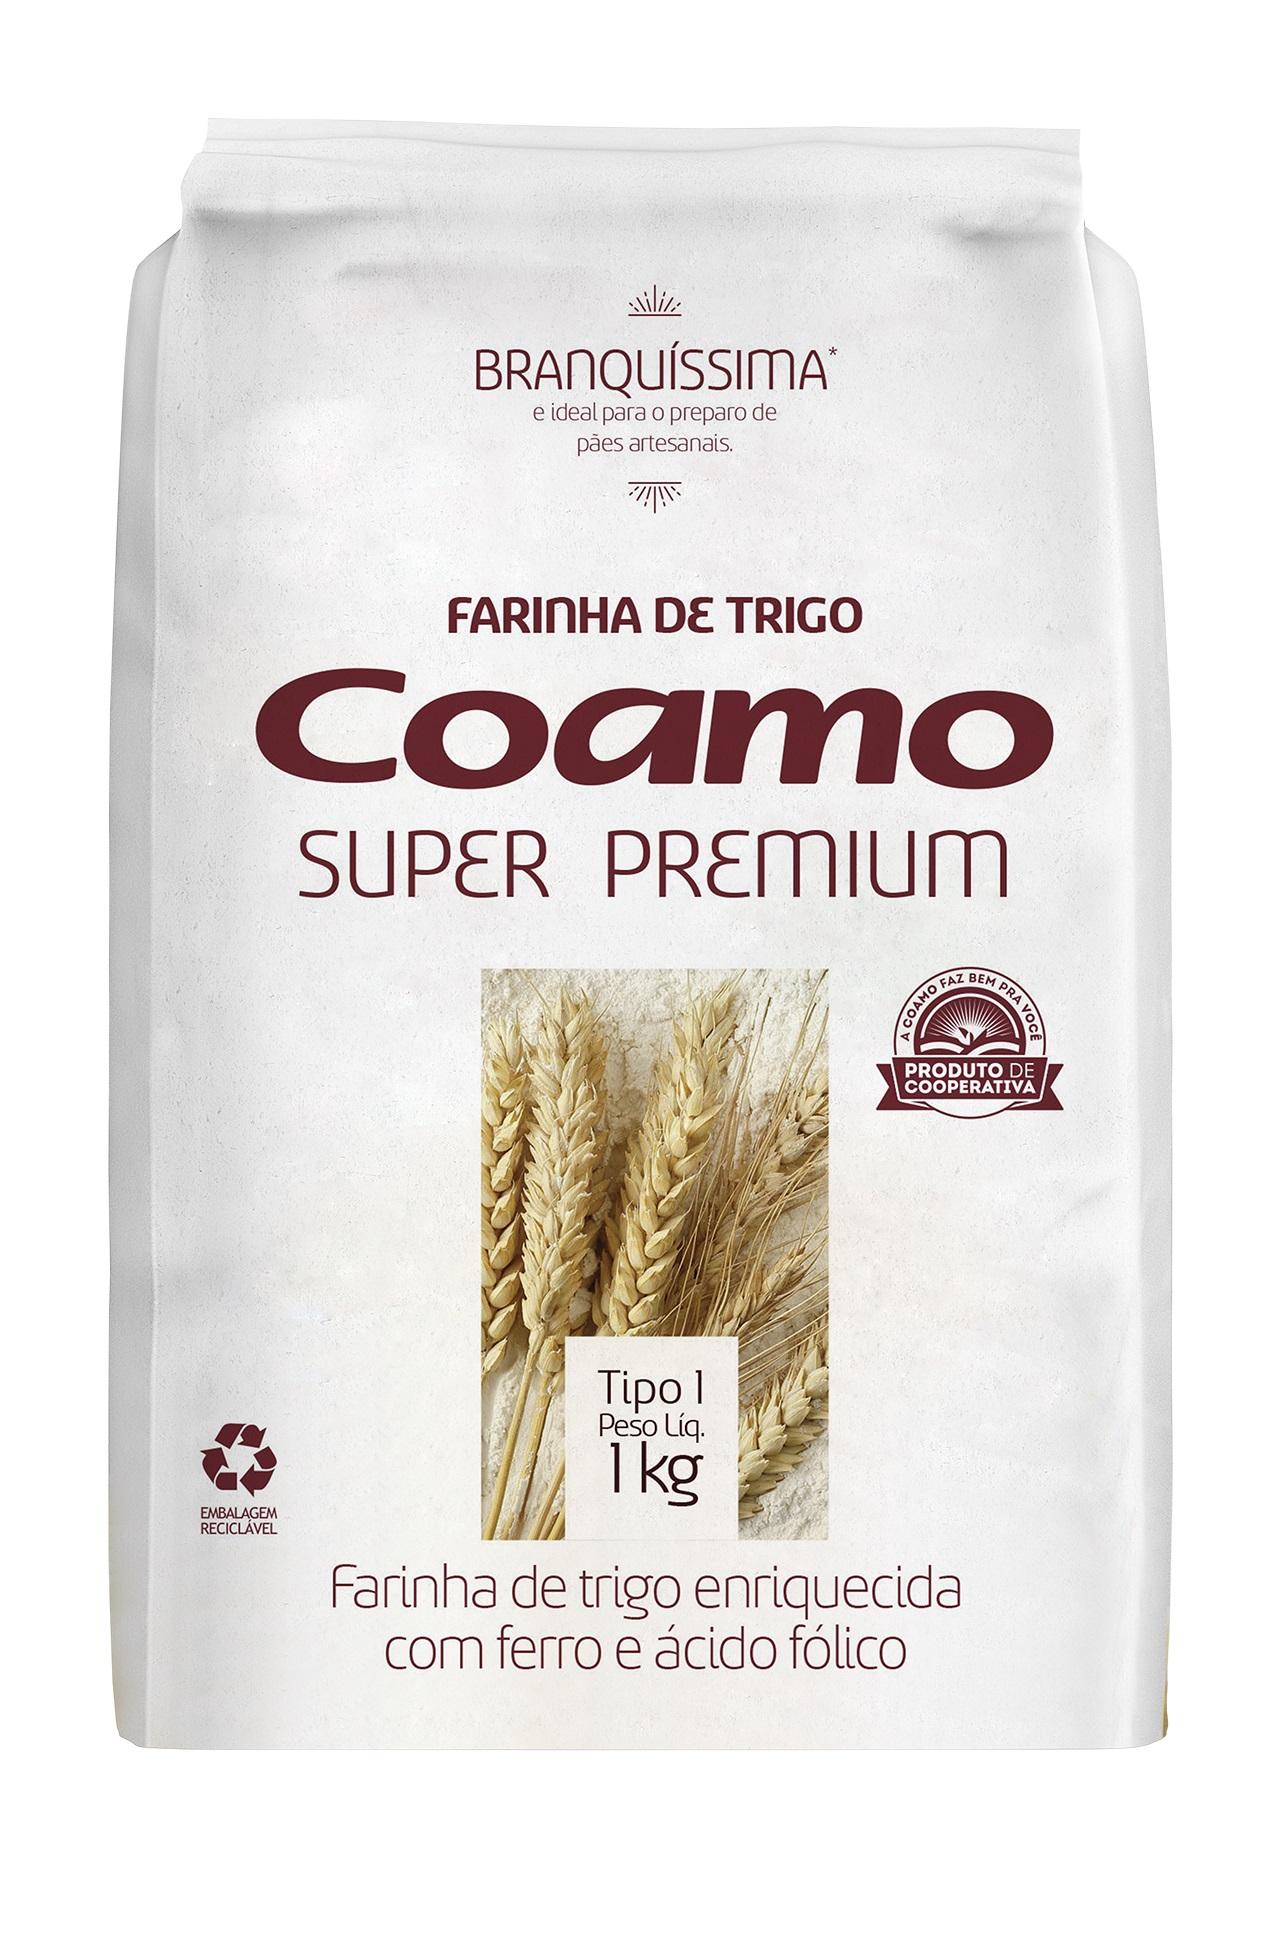 BRANQUÍSSIMA*
e ideal para o preparo de
pães artesanais.
FARINHA DE TRIGO
Coamo
SUPER PREMIUM
A COAMO FAZ BEM PRA VOCÊ
PRODUTO DE
COOPERATIVA
Tipo 1
Peso Líq.
1 kg
EMBALAGEM
RECICLÁVEL
Farinha de trigo enriquecida
com ferro e ácido fólico